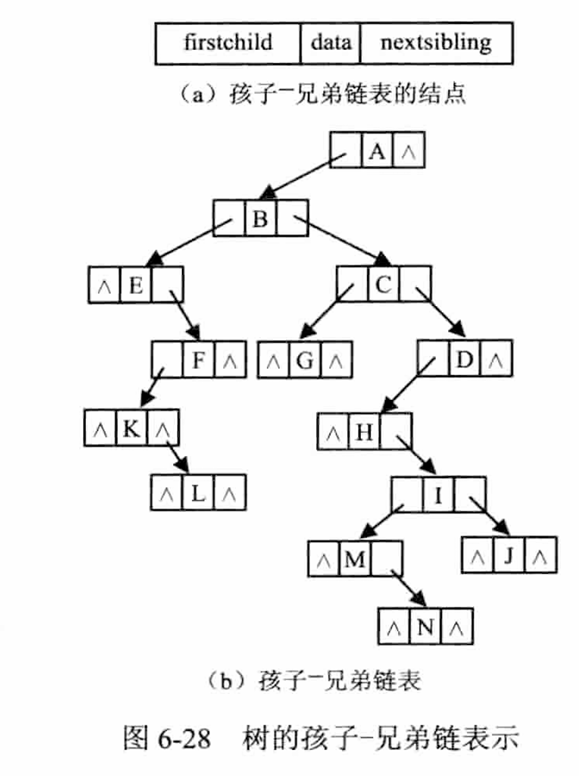 firstchild data nextsibling
(a) 孩子-兄弟链表的结点
A ∧
B
∧ E C
F ∧ ∧ G ∧ D ∧
∧ K ∧ ∧ H
∧ L ∧ I
∧ M ∧ J ∧
∧ N ∧
(b) 孩子-兄弟链表
图 6-28 树的孩子-兄弟链表示